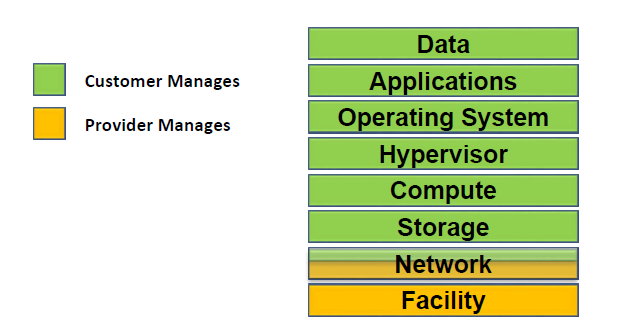 Customer Manages
Provider Manages
Data
Applications
Operating System
Hypervisor
Compute
Storage
Network
Facility